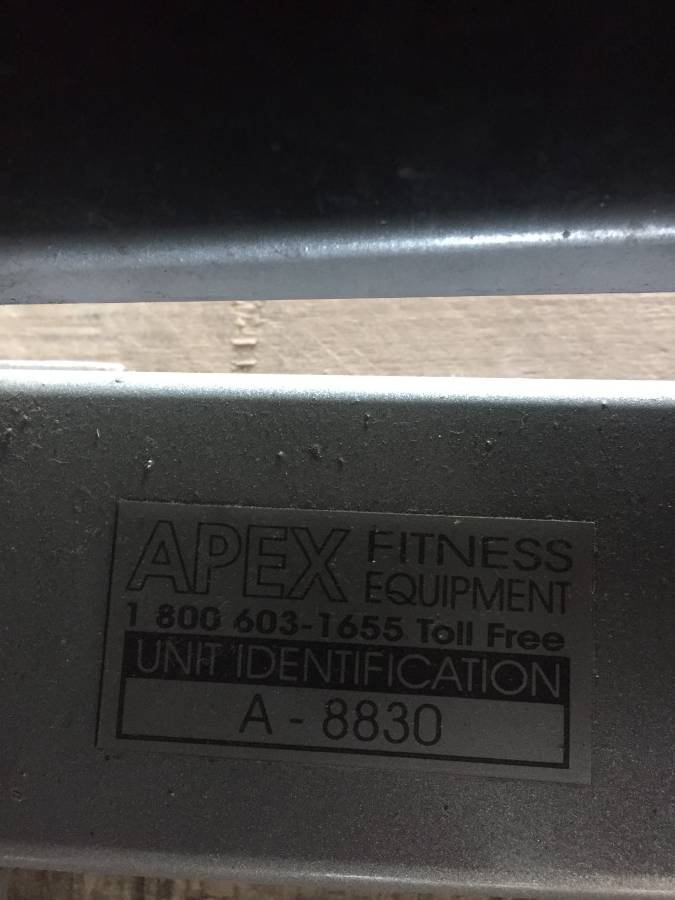 APEX FITNESS EQUIPMENT
1 800 603-1655 Toll Free
UNIT IDENTIFICATION
A - 8830